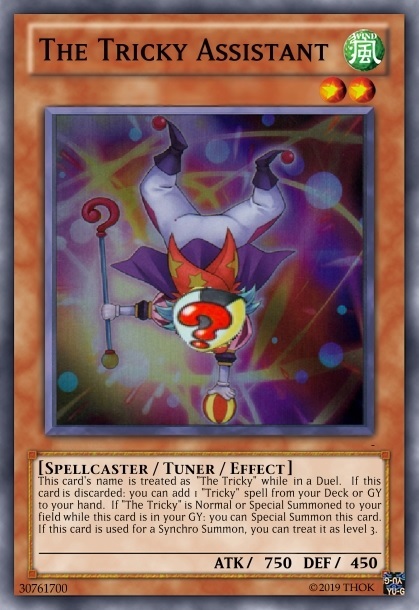 THE TRICKY ASSISTANT
WIND
風
?
[SPELLCASTER / TUNER / EFFECT]
This card's name is treated as "The Tricky" while in a Duel. If this
card is discarded: you can add 1 "Tricky" spell from your Deck or GY
to your hand. If "The Tricky" is Normal or Special Summoned to your
field while this card is in your GY: you can Special Summon this card.
If this card is used for a Synchro Summon, you can treat it as level 3.
ATK / 750 DEF / 450
30761700 ©2019 THOK
YU-G